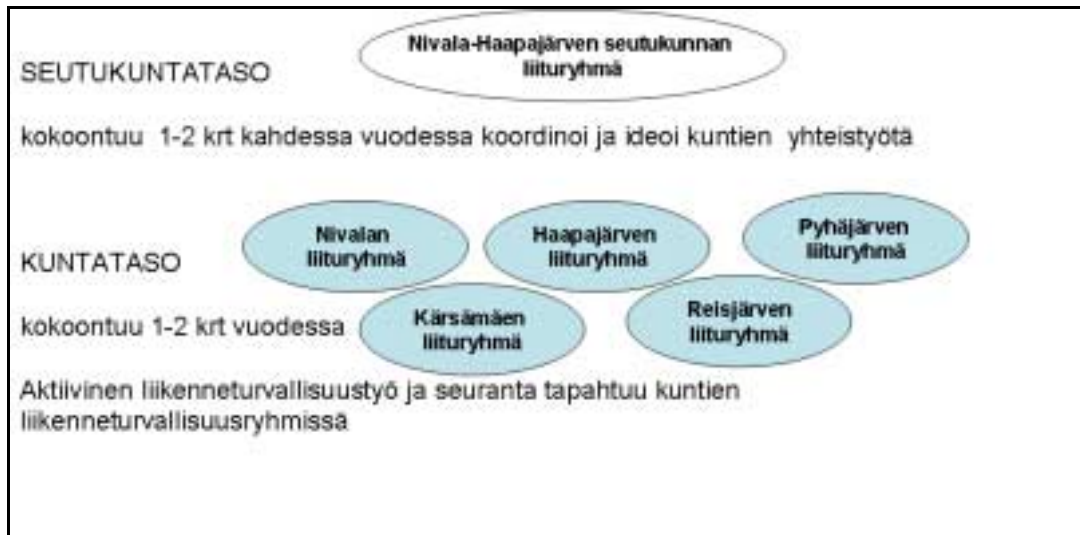 Nivala-Haapajärven seutukunnan
liituryhmä
SEUTUKUNTATASO
kokoontuu 1-2 krt kahdessa vuodessa koordinoi ja ideoi kuntien yhteistyötä
Nivalan
liituryhmä
Haapajärven
liituryhmä
Pyhäjärven
liituryhmä
KUNTATASO
kokoontuu 1-2 krt vuodessa
Kärsämäen
liituryhmä
Reisjärven
liituryhmä
Aktiivinen liikenneturvallisuustyö ja seuranta tapahtuu kuntien
liikenneturvallisuusryhmissä